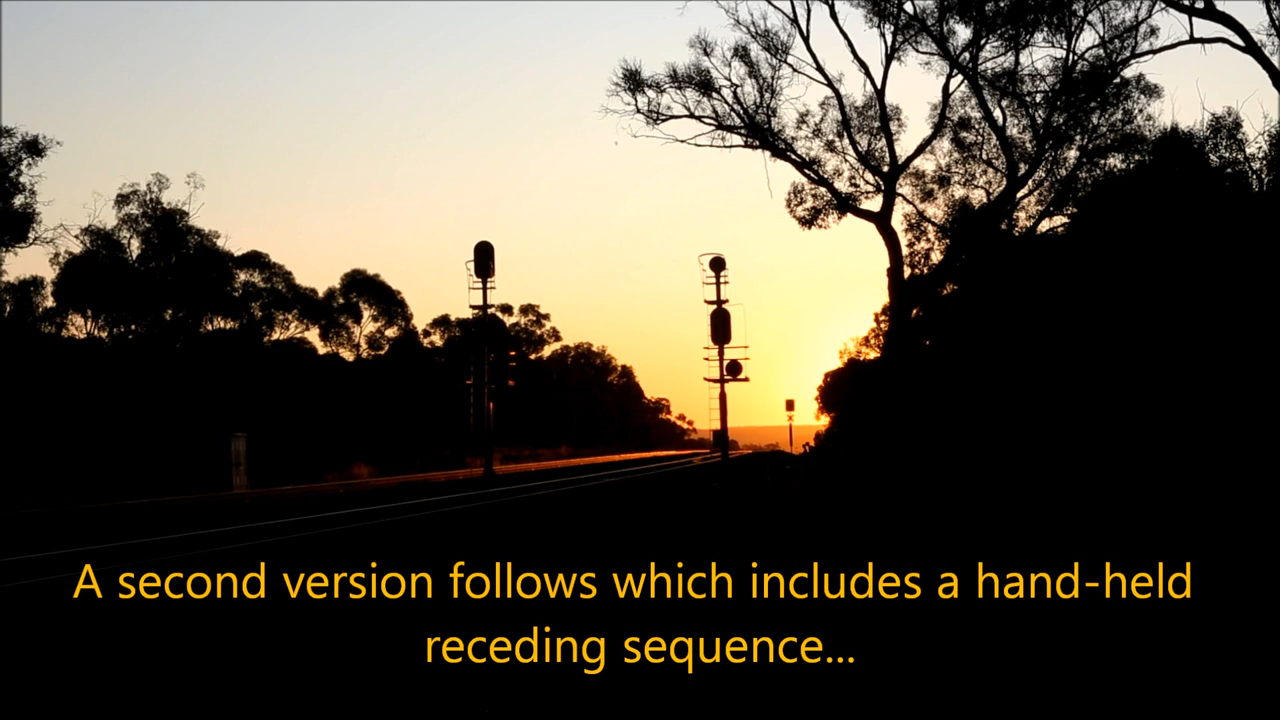 A second version follows which includes a hand-held
receding sequence...